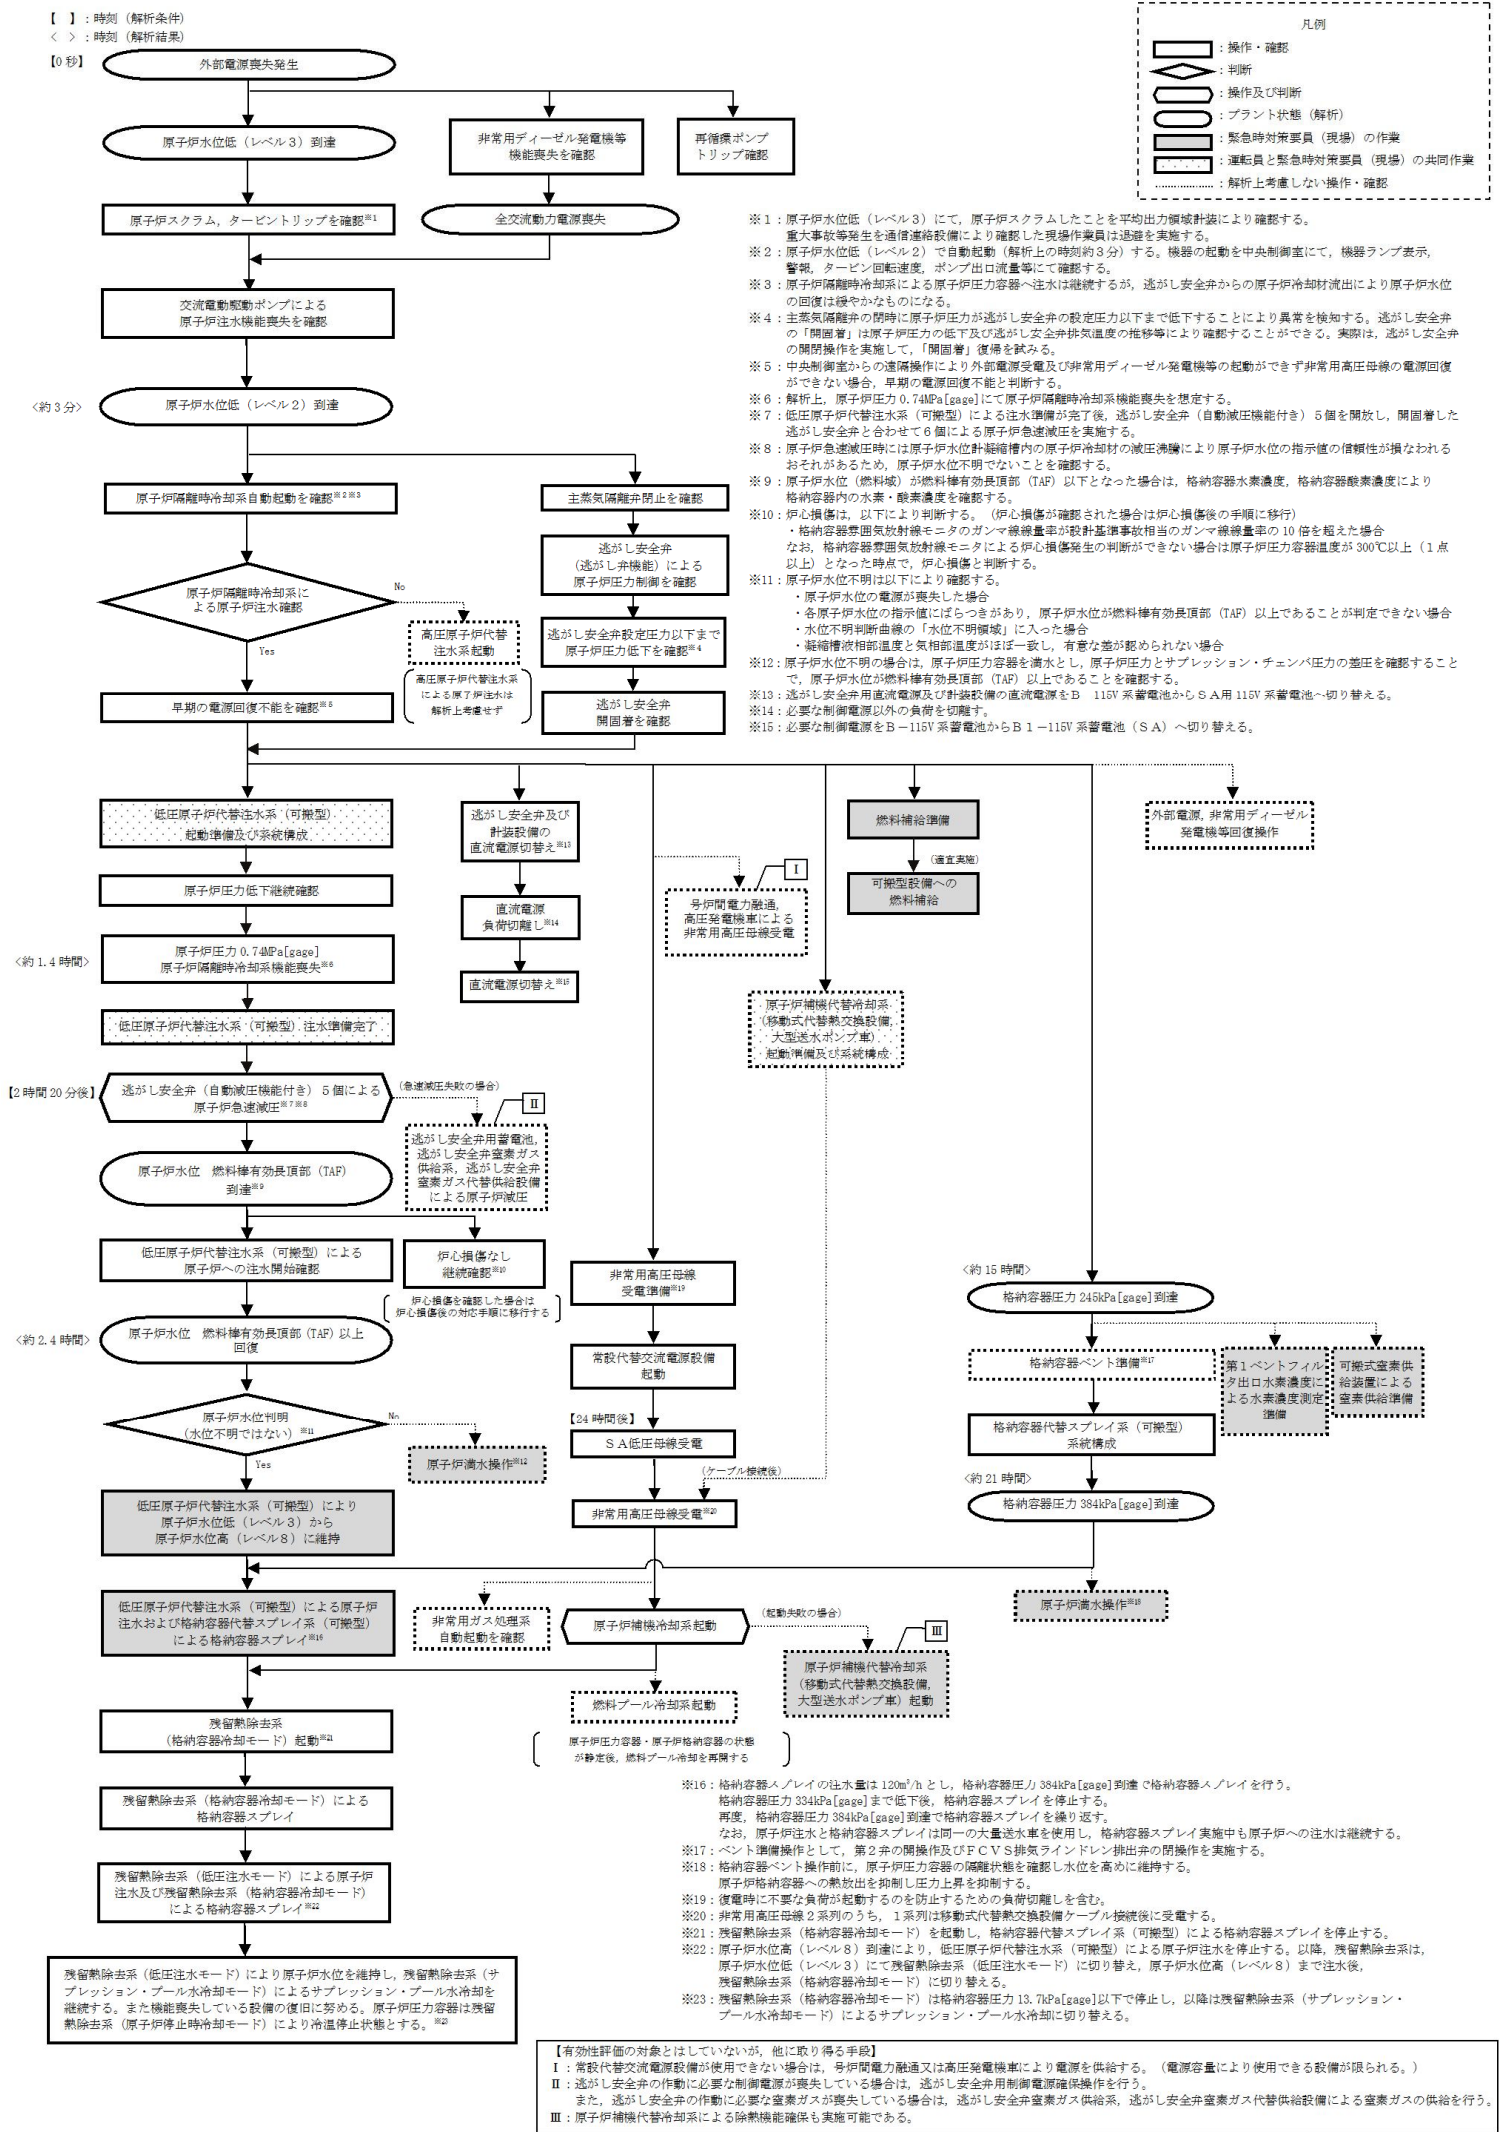 【　】：時刻（解析条件）
＜　＞：時刻（解析結果）
凡例
：操作・確認
：判断
：操作及び判断
：プラント状態（解析）
：緊急時対策要員（現場）の作業
：運転員と緊急時対策要員（現場）の共同作業
：解析上考慮しない操作・確認
【0秒】
外部電源喪失発生
原子炉水位低（レベル３）到達
非常用ディーゼル発電機等
機能喪失を確認
再循環ポンプ
トリップ確認
原子炉スクラム，タービントリップを確認※1
全交流動力電源喪失
交流電動駆動ポンプによる
原子炉注水機能喪失を確認
＜約3分＞
原子炉水位低（レベル２）到達
原子炉隔離時冷却系自動起動を確認※2※3
主蒸気隔離弁閉止を確認
逃がし安全弁
（逃がし弁機能）による
原子炉圧力制御を確認
原子炉隔離時冷却系に
よる原子炉注水確認
No
Yes
高圧原子炉代替
注水系起動
高圧原子炉代替注水系
による原子炉注水は
解析上考慮せず
逃がし安全弁設定圧力以下まで
原子炉圧力低下を確認※4
逃がし安全弁
開固着を確認
早期の電源回復不能を確認※5
※１：原子炉水位低（レベル３）にて，原子炉スクラムしたことを平均出力領域計装により確認する。
重大事故等発生を通信連絡設備により確認した現場作業員は退避を実施する。
※２：原子炉水位低（レベル２）で自動起動（解析上の時刻約３分）する。機器の起動を中央制御室にて，機器ランプ表示，
警報，タービン回転速度，ポンプ出口流量等にて確認する。
※３：原子炉隔離時冷却系による原子炉圧力容器へ注水は継続するが，逃がし安全弁からの原子炉冷却材流出により原子炉水位
の回復は緩やかなものになる。
※４：主蒸気隔離弁の閉時に原子炉圧力が逃がし安全弁の設定圧力以下まで低下することにより異常を検知する。逃がし安全弁
の「開固着」は原子炉圧力の低下及び逃がし安全弁排気温度の推移等により確認することができる。実際は，逃がし安全弁
の開閉操作を実施して，「開固着」復帰を試みる。
※５：中央制御室からの遠隔操作により外部電源受電及び非常用ディーゼル発電機等の起動ができず非常用高圧母線の電源回復
ができない場合，早期の電源回復不能と判断する。
※６：解析上，原子炉圧力0.74MPa[gage]にて原子炉隔離時冷却系機能喪失を想定する。
※７：低圧原子炉代替注水系（可搬型）による注水準備が完了後，逃がし安全弁（自動減圧機能付き）５個を開放し，開固着した
逃がし安全弁と合わせて６個による原子炉急速減圧を実施する。
※８：原子炉急速減圧時には原子炉水位計凝縮槽内の原子炉冷却材の減圧沸騰により原子炉水位の指示値の信頼性が損なわれる
おそれがあるため，原子炉水位不明でないことを確認する。
※９：原子炉水位（燃料域）が燃料棒有効長頂部（TAF）以下となった場合は，格納容器水素濃度，格納容器酸素濃度により
格納容器内の水素・酸素濃度を確認する。
※10：炉心損傷は，以下により判断する。（炉心損傷が確認された場合は炉心損傷後の手順に移行）
・格納容器雰囲気放射線モニタのガンマ線線量率が設計基準事故相当のガンマ線線量率の10倍を超えた場合
なお，格納容器雰囲気放射線モニタによる炉心損傷発生の判断ができない場合は原子炉圧力容器温度が300℃以上（１点
以上）となった時点で，炉心損傷と判断する。
※11：原子炉水位不明は以下により確認する。
・原子炉水位の電源が喪失した場合
・各原子炉水位の指示値にばらつきがあり，原子炉水位が燃料棒有効長頂部（TAF）以上であることが判定できない場合
・水位不明判断曲線の「水位不明領域」に入った場合
・凝縮槽液相部温度と気相部温度がほぼ一致し，有意な差が認められない場合
※12：原子炉水位不明の場合は，原子炉圧力容器を満水とし，原子炉圧力とサプレッション・チェンバ圧力の差圧を確認すること
で，原子炉水位が燃料棒有効長頂部（TAF）以上であることを確認する。
※13：逃がし安全弁用直流電源及び計装設備の直流電源をＢ　115V系蓄電池からＳＡ用115V系蓄電池へ切り替える。
※14：必要な制御電源以外の負荷を切離す。
※15：必要な制御電源をＢ－115V系蓄電池からＢ１－115V系蓄電池（ＳＡ）へ切り替える。
低圧原子炉代替注水系（可搬型）
起動準備及び系統構成
逃がし安全弁及び
計装設備の
直流電源切替え※13
燃料補給準備
（適宜実施）
可搬型設備への
燃料補給
外部電源，非常用ディーゼル
発電機等回復操作
原子炉圧力低下継続確認
直流電源
負荷切離し※14
Ⅰ
号炉間電力融通，
高圧発電機車による
非常用高圧母線受電
＜約1.4時間＞
原子炉圧力0.74MPa[gage]
原子炉隔離時冷却系機能喪失※6
直流電源切替え※15
低圧原子炉代替注水系（可搬型）注水準備完了
原子炉補機代替冷却系
（移動式代替熱交換設備，
大型送水ポンプ車）
起動準備及び系統構成
【2時間20分後】
逃がし安全弁（自動減圧機能付き）５個による
原子炉急速減圧※7※8
（急速減圧失敗の場合）
Ⅱ
逃がし安全弁用蓄電池，
逃がし安全弁窒素ガス
供給系，逃がし安全弁
窒素ガス代替供給設備
による原子炉減圧
原子炉水位　燃料棒有効長頂部（TAF）
到達※9
低圧原子炉代替注水系（可搬型）による
原子炉への注水開始確認
炉心損傷なし
継続確認※10
炉心損傷を確認した場合は
炉心損傷後の対応手順に移行する
非常用高圧母線
受電準備※19
＜約15時間＞
格納容器圧力245kPa[gage]到達
＜約2.4時間＞
原子炉水位　燃料棒有効長頂部（TAF）以上
回復
常設代替交流電源設備
起動
格納容器ベント準備※17
第１ベントフィル
タ出口水素濃度に
よる水素濃度測定
準備
可搬式窒素供
給装置による
窒素供給準備
原子炉水位判明
（水位不明ではない）※11
No
Yes
原子炉満水操作※12
【24時間後】
ＳＡ低圧母線受電
格納容器代替スプレイ系（可搬型）
系統構成
（ケーブル接続後）
＜約21時間＞
格納容器圧力384kPa[gage]到達
低圧原子炉代替注水系（可搬型）により
原子炉水位低（レベル３）から
原子炉水位高（レベル８）に維持
非常用高圧母線受電※20
低圧原子炉代替注水系（可搬型）による原子炉
注水および格納容器代替スプレイ系（可搬型）
による格納容器スプレイ※16
非常用ガス処理系
自動起動を確認
原子炉補機冷却系起動
（起動失敗の場合）
原子炉満水操作※18
Ⅲ
原子炉補機代替冷却系
（移動式代替熱交換設備，
大型送水ポンプ車）起動
燃料プール冷却系起動
原子炉圧力容器・原子炉格納容器の状態
が静定後，燃料プール冷却を再開する
残留熱除去系
（格納容器冷却モード）起動※21
残留熱除去系（格納容器冷却モード）による
格納容器スプレイ
残留熱除去系（低圧注水モード）による原子炉
注水及び残留熱除去系（格納容器冷却モード）
による格納容器スプレイ※22
残留熱除去系（低圧注水モード）により原子炉水位を維持し，残留熱除去系（サ
プレッション・プール水冷却モード）によるサプレッション・プール水冷却を
継続する。また機能喪失している設備の復旧に努める。原子炉圧力容器は残留
熱除去系（原子炉停止時冷却モード）により冷温停止状態とする。※23
※16：格納容器スプレイの注水量は120m³/hとし，格納容器圧力384kPa[gage]到達で格納容器スプレイを行う。
格納容器圧力334kPa[gage]まで低下後，格納容器スプレイを停止する。
再度，格納容器圧力384kPa[gage]到達で格納容器スプレイを繰り返す。
なお，原子炉注水と格納容器スプレイは同一の大量送水車を使用し，格納容器スプレイ実施中も原子炉への注水は継続する。
※17：ベント準備操作として，第２弁の開操作及びＦＣＶＳ排気ラインドレン排出弁の閉操作を実施する。
※18：格納容器ベント操作前に，原子炉圧力容器の隔離状態を確認し水位を高めに維持する。
原子炉格納容器への熱放出を抑制し圧力上昇を抑制する。
※19：復電時に不要な負荷が起動するのを防止するための負荷切離しを含む。
※20：非常用高圧母線２系列のうち，１系列は移動式代替熱交換設備ケーブル接続後に受電する。
※21：残留熱除去系（格納容器冷却モード）を起動し，格納容器代替スプレイ系（可搬型）による格納容器スプレイを停止する。
※22：原子炉水位高（レベル８）到達により，低圧原子炉代替注水系（可搬型）による原子炉注水を停止する。以降，残留熱除去系は，
原子炉水位低（レベル３）にて残留熱除去系（低圧注水モード）に切り替え，原子炉水位高（レベル８）まで注水後，
残留熱除去系（格納容器冷却モード）に切り替える。
※23：残留熱除去系（格納容器冷却モード）は格納容器圧力13.7kPa[gage]以下で停止し，以降は残留熱除去系（サプレッション・
プール水冷却モード）によるサプレッション・プール水冷却に切り替える。
【有効性評価の対象とはしていないが，他に取り得る手段】
Ⅰ：常設代替交流電源設備が使用できない場合は，号炉間電力融通又は高圧発電機車により電源を供給する。（電源容量により使用できる設備が限られる。）
Ⅱ：逃がし安全弁の作動に必要な制御電源が喪失している場合は，逃がし安全弁用制御電源確保操作を行う。
また，逃がし安全弁の作動に必要な窒素ガスが喪失している場合は，逃がし安全弁窒素ガス供給系，逃がし安全弁窒素ガス代替供給設備による窒素ガスの供給を行う。
Ⅲ：原子炉補機代替冷却系による除熱機能確保も実施可能である。